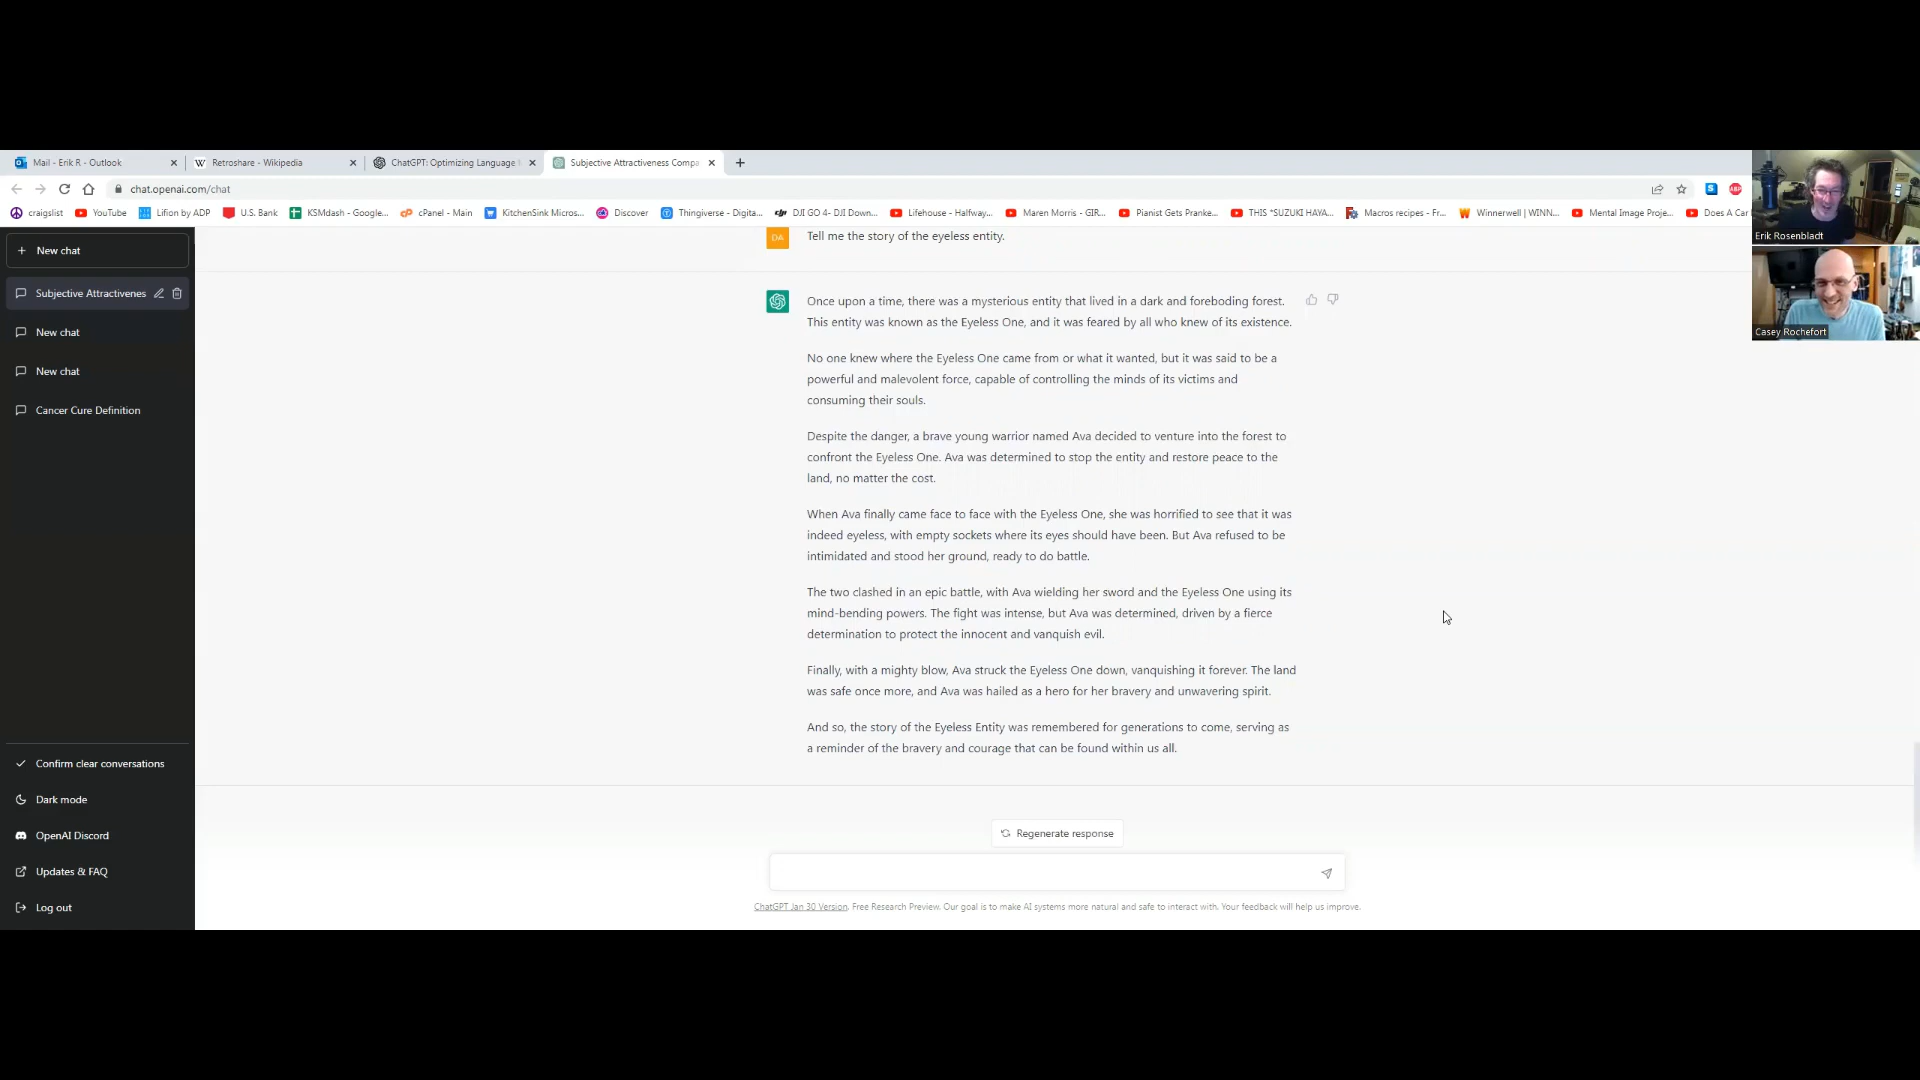 Mail - Erik R - Outlook
Retroshare - Wikipedia
ChatGPT: Optimizing Language
Subjective Attractiveness Compa
chat.openai.com/chat
craigslist
YouTube
Lifion by ADP
U.S. Bank
KSMdash - Google...
cPanel - Main
KitchenSink Micros...
Discover
Thingiverse - Digita...
DJI GO 4- DJI Down...
Lifehouse - Halfway...
Maren Morris - GIR...
Pianist Gets Pranke...
THIS *SUZUKI HAYA...
Macros recipes - Fr...
Winnerwell | WINN...
Mental Image Proje...
Does A Car
Erik Rosenbladt
Casey Rochefort
New chat
Subjective Attractivenes
New chat
New chat
Cancer Cure Definition
Confirm clear conversations
Dark mode
OpenAI Discord
Updates & FAQ
Log out
DA
Tell me the story of the eyeless entity.
Once upon a time, there was a mysterious entity that lived in a dark and foreboding forest.
This entity was known as the Eyeless One, and it was feared by all who knew of its existence.
No one knew where the Eyeless One came from or what it wanted, but it was said to be a
powerful and malevolent force, capable of controlling the minds of its victims and
consuming their souls.
Despite the danger, a brave young warrior named Ava decided to venture into the forest to
confront the Eyeless One. Ava was determined to stop the entity and restore peace to the
land, no matter the cost.
When Ava finally came face to face with the Eyeless One, she was horrified to see that it was
indeed eyeless, with empty sockets where its eyes should have been. But Ava refused to be
intimidated and stood her ground, ready to do battle.
The two clashed in an epic battle, with Ava wielding her sword and the Eyeless One using its
mind-bending powers. The fight was intense, but Ava was determined, driven by a fierce
determination to protect the innocent and vanquish evil.
Finally, with a mighty blow, Ava struck the Eyeless One down, vanquishing it forever. The land
was safe once more, and Ava was hailed as a hero for her bravery and unwavering spirit.
And so, the story of the Eyeless Entity was remembered for generations to come, serving as
a reminder of the bravery and courage that can be found within us all.
Regenerate response
ChatGPT Jan 30 Version. Free Research Preview. Our goal is to make AI systems more natural and safe to interact with. Your feedback will help us improve.